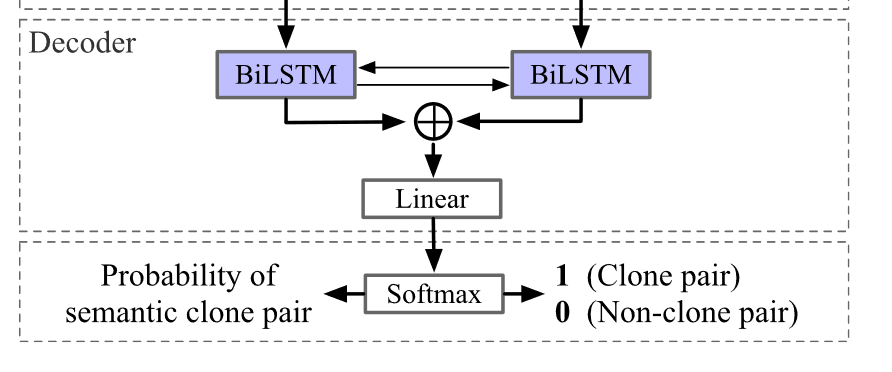 Decoder
BiLSTM
BiLSTM
Linear
Probability of
semantic clone pair
Softmax
1 (Clone pair)
0 (Non-clone pair)